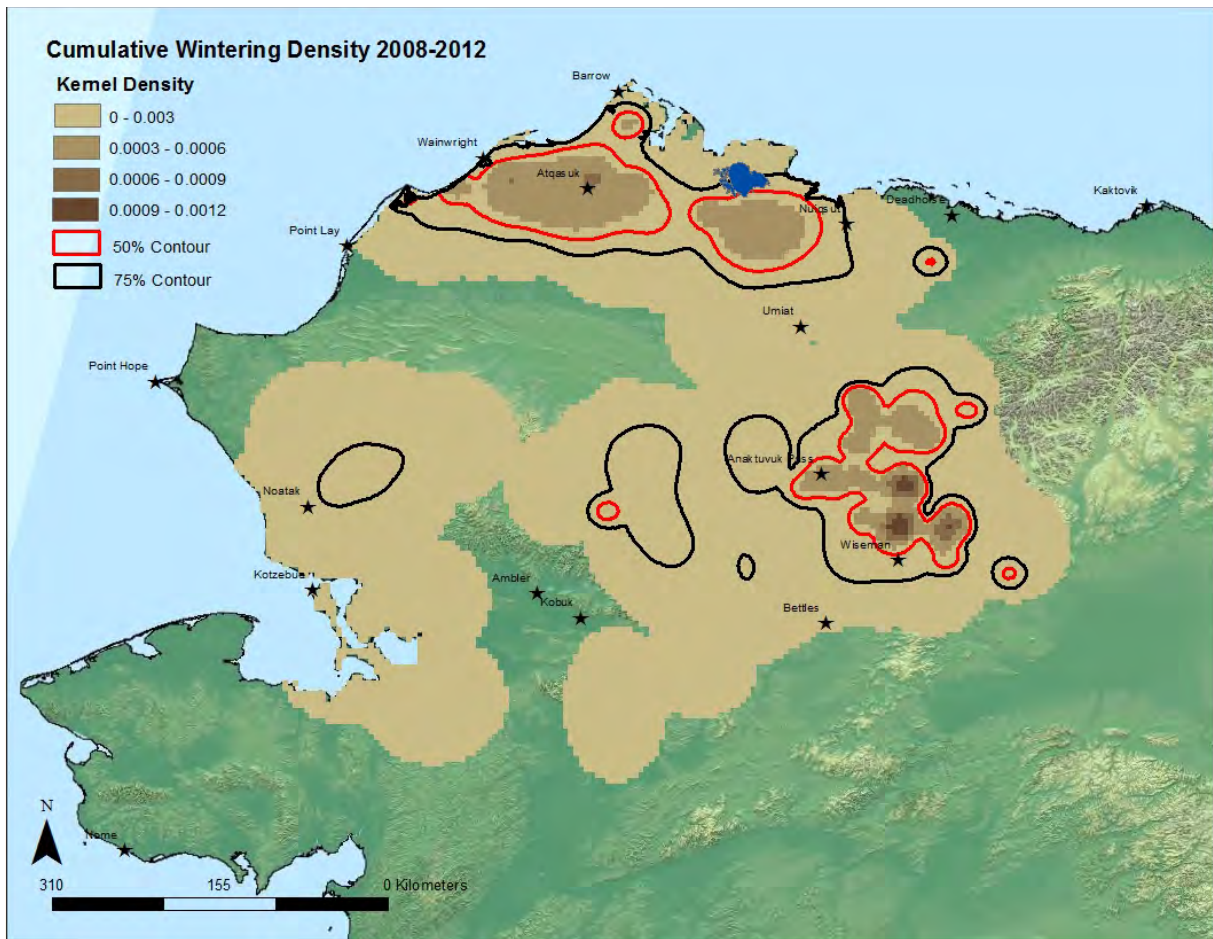 Cumulative Wintering Density 2008-2012
Kernel Density
0 - 0.003
0.0003 - 0.0006
0.0006 - 0.0009
0.0009 - 0.0012
50% Contour
75% Contour
Barrow
Wainwright
Atqasuk
Kaktovik
Deadhorse
Nuiqsut
Point Lay
Umiat
Point Hope
Anaktuvuk Pass
Noatak
Wiseman
Kotzebue
Ambler
Kobuk
Bettles
N
Nome
310 155 0 Kilometers